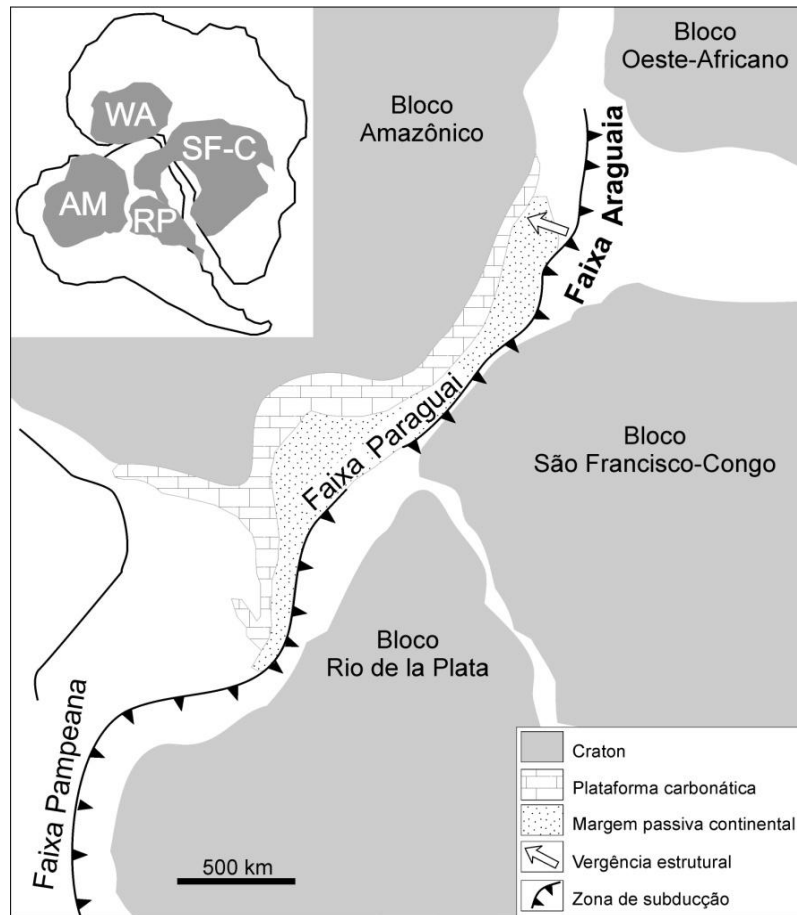 WA
SF-C
AM
RP
Bloco
Oeste-Africano
Bloco
Amazônico
Faixa Araguaia
Faixa Paraguai
Bloco
São Francisco-Congo
Bloco
Rio de la Plata
Faixa Pampeana
500 km
Craton
Plataforma carbonática
Margem passiva continental
Vergência estrutural
Zona de subducção